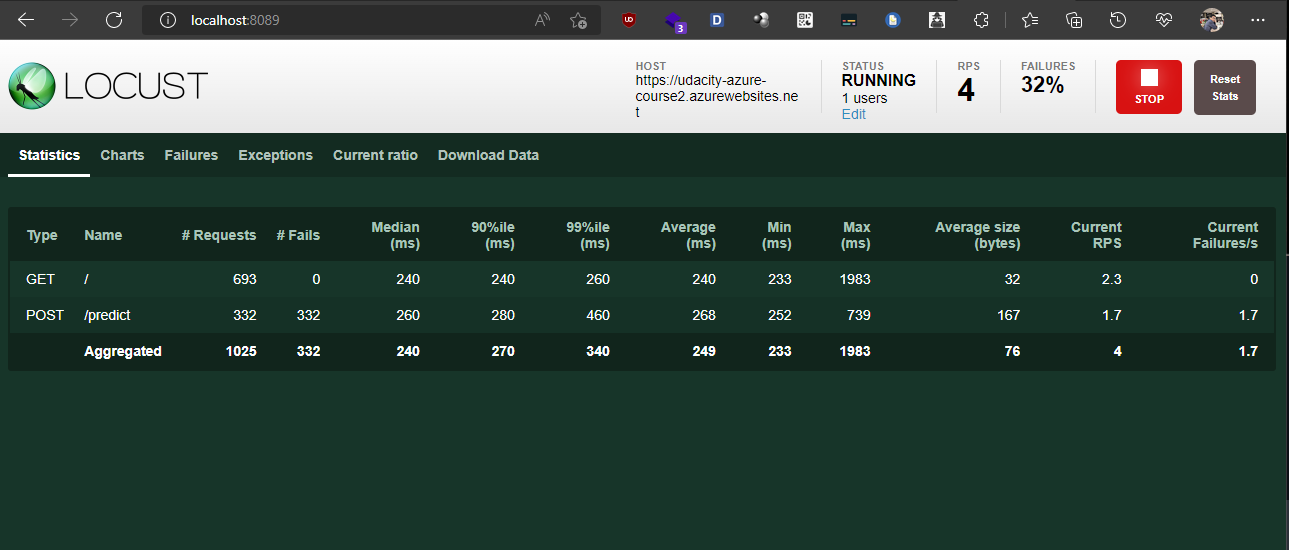 localhost:8089
A
UD
3
D
LOCUST
HOST
https://udacity-azure-
course2.azurewebsites.ne
t
STATUS
RUNNING
1 users
Edit
RPS
4
FAILURES
32%
STOP
Reset
Stats
Statistics Charts Failures Exceptions Current ratio Download Data
Type Name # Requests # Fails Median (ms) 90%ile (ms) 99%ile (ms) Average (ms) Min (ms) Max (ms) Average size (bytes) Current RPS Current Failures/s
GET / 693 0 240 240 260 240 233 1983 32 2.3 0
POST /predict 332 332 260 280 460 268 252 739 167 1.7 1.7
Aggregated 1025 332 240 270 340 249 233 1983 76 4 1.7